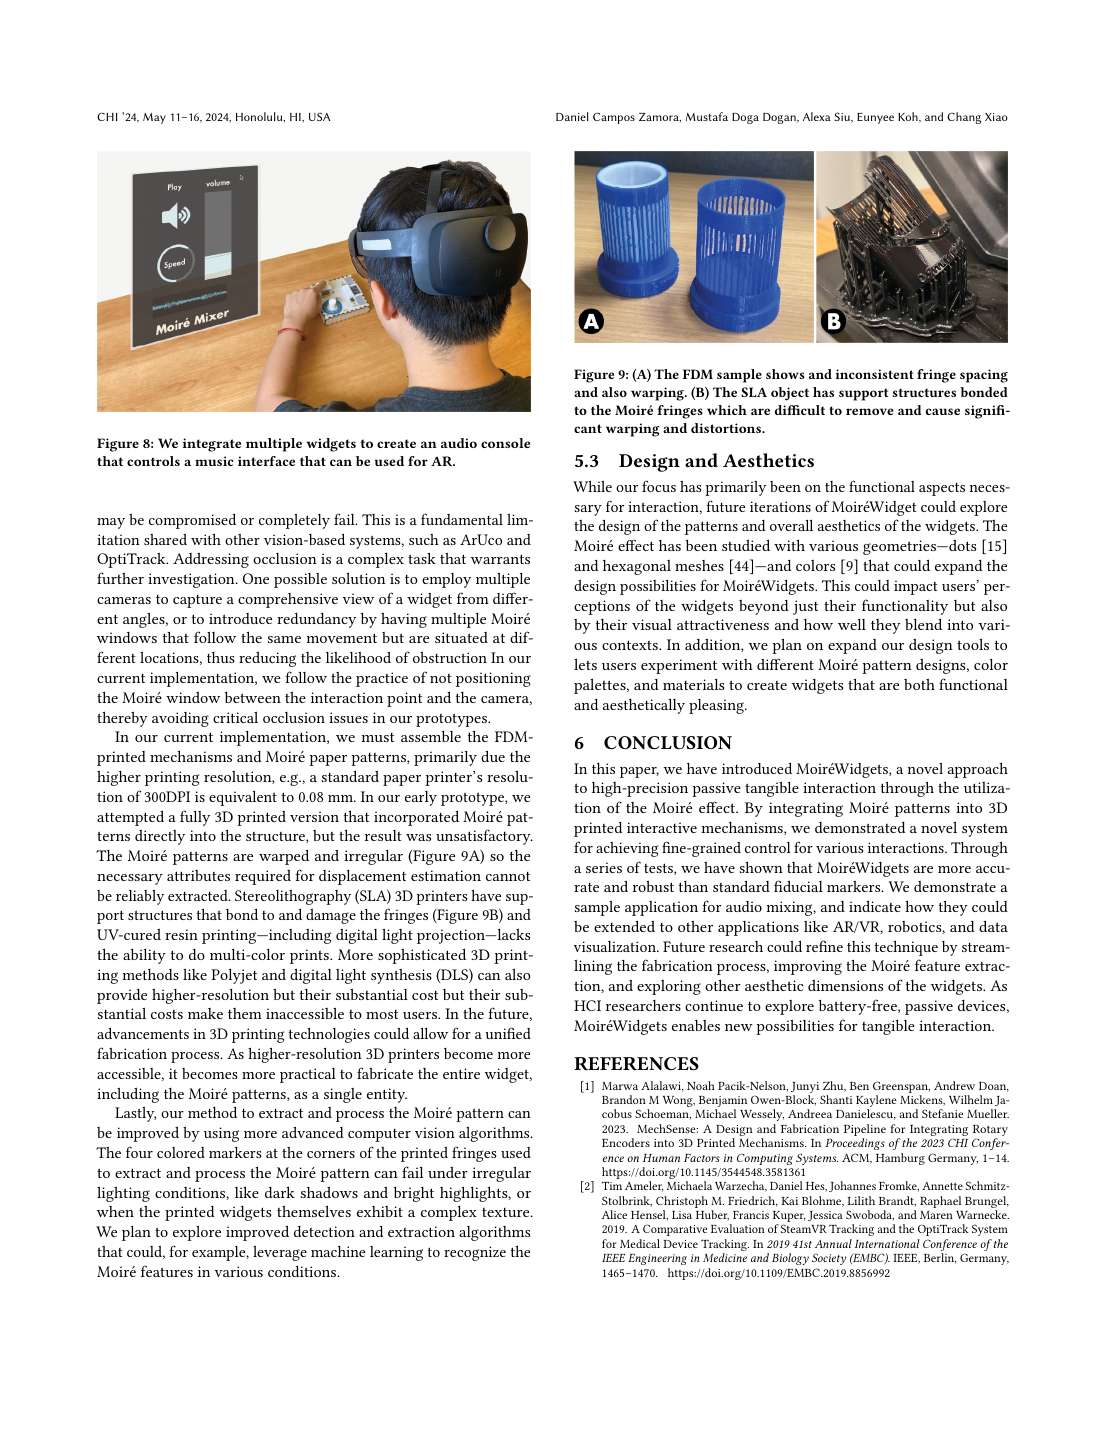 CHI ’24, May 11–16, 2024, Honolulu, HI, USA
Daniel Campos Zamora, Mustafa Doga Dogan, Alexa Siu, Eunyee Koh, and Chang Xiao
Play
volume
Speed
Moiré Mixer
Figure 8: We integrate multiple widgets to create an audio console
that controls a music interface that can be used for AR.
may be compromised or completely fail. This is a fundamental lim-
itation shared with other vision-based systems, such as ArUco and
OptiTrack. Addressing occlusion is a complex task that warrants
further investigation. One possible solution is to employ multiple
cameras to capture a comprehensive view of a widget from differ-
ent angles, or to introduce redundancy by having multiple Moiré
windows that follow the same movement but are situated at dif-
ferent locations, thus reducing the likelihood of obstruction In our
current implementation, we follow the practice of not positioning
the Moiré window between the interaction point and the camera,
thereby avoiding critical occlusion issues in our prototypes.
In our current implementation, we must assemble the FDM-
printed mechanisms and Moiré paper patterns, primarily due the
higher printing resolution, e.g., a standard paper printer’s resolu-
tion of 300DPI is equivalent to 0.08 mm. In our early prototype, we
attempted a fully 3D printed version that incorporated Moiré pat-
terns directly into the structure, but the result was unsatisfactory.
The Moiré patterns are warped and irregular (Figure 9A) so the
necessary attributes required for displacement estimation cannot
be reliably extracted. Stereolithography (SLA) 3D printers have sup-
port structures that bond to and damage the fringes (Figure 9B) and
UV-cured resin printing—including digital light projection—lacks
the ability to do multi-color prints. More sophisticated 3D print-
ing methods like Polyjet and digital light synthesis (DLS) can also
provide higher-resolution but their substantial cost but their sub-
stantial costs make them inaccessible to most users. In the future,
advancements in 3D printing technologies could allow for a unified
fabrication process. As higher-resolution 3D printers become more
accessible, it becomes more practical to fabricate the entire widget,
including the Moiré patterns, as a single entity.
Lastly, our method to extract and process the Moiré pattern can
be improved by using more advanced computer vision algorithms.
The four colored markers at the corners of the printed fringes used
to extract and process the Moiré pattern can fail under irregular
lighting conditions, like dark shadows and bright highlights, or
when the printed widgets themselves exhibit a complex texture.
We plan to explore improved detection and extraction algorithms
that could, for example, leverage machine learning to recognize the
Moiré features in various conditions.
A
B
Figure 9: (A) The FDM sample shows and inconsistent fringe spacing
and also warping. (B) The SLA object has support structures bonded
to the Moiré fringes which are difficult to remove and cause signifi-
cant warping and distortions.
5.3 Design and Aesthetics
While our focus has primarily been on the functional aspects neces-
sary for interaction, future iterations of MoiréWidget could explore
the design of the patterns and overall aesthetics of the widgets. The
Moiré effect has been studied with various geometries—dots [15]
and hexagonal meshes [44]—and colors [9] that could expand the
design possibilities for MoiréWidgets. This could impact users’ per-
ceptions of the widgets beyond just their functionality but also
by their visual attractiveness and how well they blend into vari-
ous contexts. In addition, we plan on expand our design tools to
lets users experiment with different Moiré pattern designs, color
palettes, and materials to create widgets that are both functional
and aesthetically pleasing.
6 CONCLUSION
In this paper, we have introduced MoiréWidgets, a novel approach
to high-precision passive tangible interaction through the utiliza-
tion of the Moiré effect. By integrating Moiré patterns into 3D
printed interactive mechanisms, we demonstrated a novel system
for achieving fine-grained control for various interactions. Through
a series of tests, we have shown that MoiréWidgets are more accu-
rate and robust than standard fiducial markers. We demonstrate a
sample application for audio mixing, and indicate how they could
be extended to other applications like AR/VR, robotics, and data
visualization. Future research could refine this technique by stream-
lining the fabrication process, improving the Moiré feature extrac-
tion, and exploring other aesthetic dimensions of the widgets. As
HCI researchers continue to explore battery-free, passive devices,
MoiréWidgets enables new possibilities for tangible interaction.
REFERENCES
[1] Marwa Alalawi, Noah Pacik-Nelson, Junyi Zhu, Ben Greenspan, Andrew Doan,
Brandon M Wong, Benjamin Owen-Block, Shanti Kaylene Mickens, Wilhelm Ja-
cobus Schoeman, Michael Wessely, Andreea Danielescu, and Stefanie Mueller.
2023. MechSense: A Design and Fabrication Pipeline for Integrating Rotary
Encoders into 3D Printed Mechanisms. In Proceedings of the 2023 CHI Confer-
ence on Human Factors in Computing Systems. ACM, Hamburg Germany, 1–14.
https://doi.org/10.1145/3544548.3581361
[2] Tim Ameler, Michaela Warzecha, Daniel Hes, Johannes Fromke, Annette Schmitz-
Stolbrink, Christoph M. Friedrich, Kai Blohme, Lilith Brandt, Raphael Brungel,
Alice Hensel, Lisa Huber, Francis Kuper, Jessica Swoboda, and Maren Warnecke.
2019. A Comparative Evaluation of SteamVR Tracking and the OptiTrack System
for Medical Device Tracking. In 2019 41st Annual International Conference of the
IEEE Engineering in Medicine and Biology Society (EMBC). IEEE, Berlin, Germany,
1465–1470. https://doi.org/10.1109/EMBC.2019.8856992